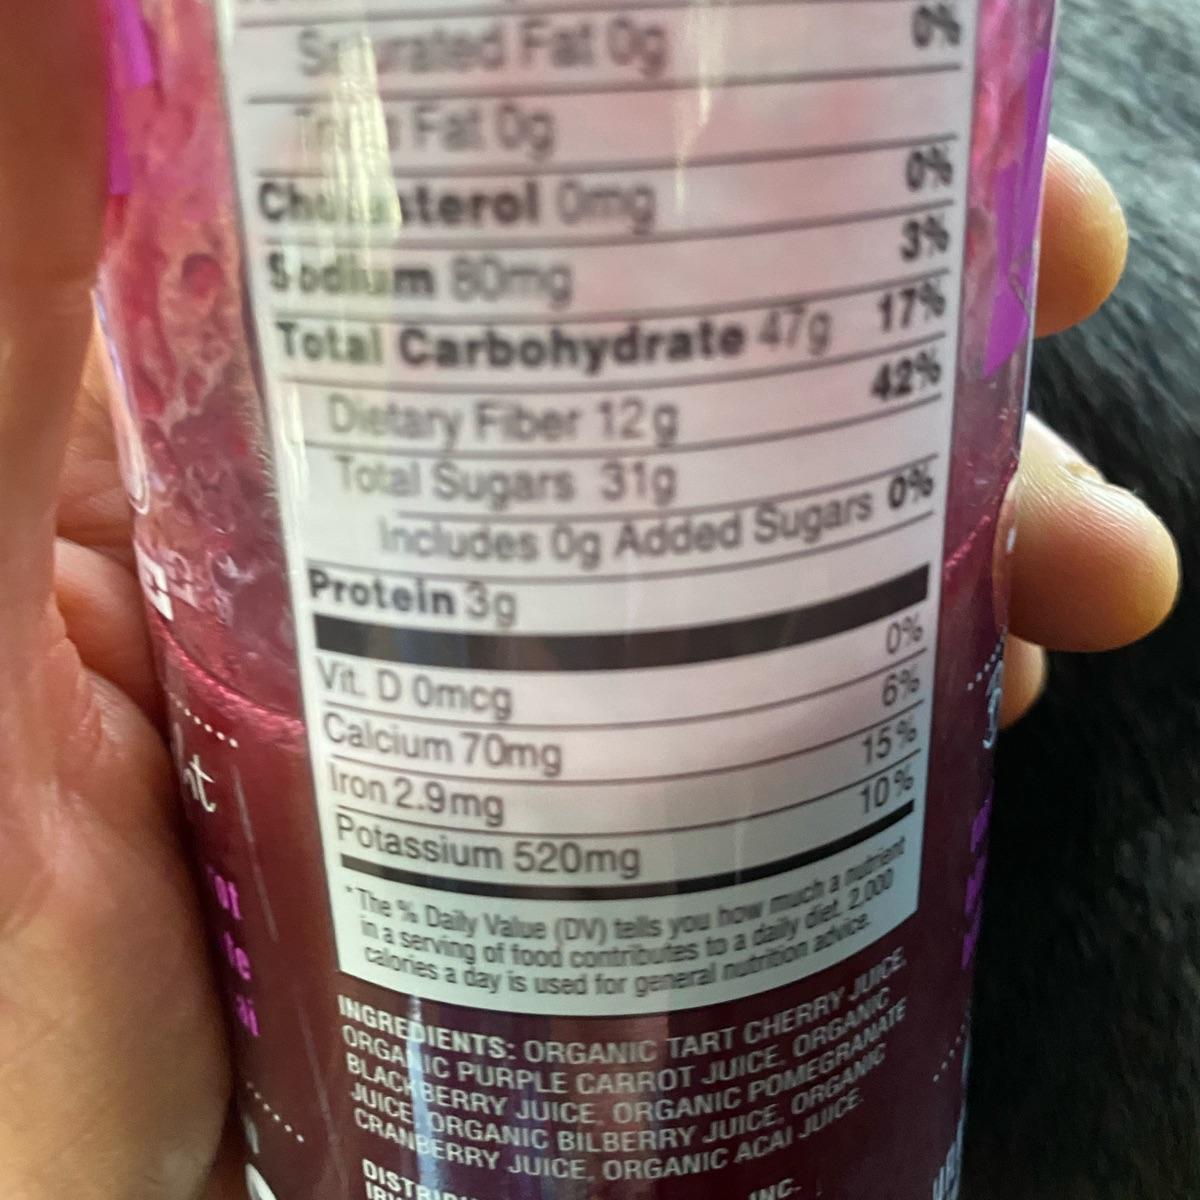 Saturated Fat 0g 0%
Trans Fat 0g
Cholesterol 0mg 0%
Sodium 80mg 3%
Total Carbohydrate 47g 17%
Dietary Fiber 12g 42%
Total Sugars 31g
Includes 0g Added Sugars 0%
Protein 3g
Vit. D 0mcg 0%
Calcium 70mg 6%
Iron 2.9mg 15%
Potassium 520mg 10%
*The % Daily Value (DV) tells you how much a nutrient
in a serving of food contributes to a daily diet. 2,000
calories a day is used for general nutrition advice.
INGREDIENTS: ORGANIC TART CHERRY JUICE,
ORGANIC PURPLE CARROT JUICE, ORGANIC
BLACKBERRY JUICE, ORGANIC POMEGRANATE
JUICE, ORGANIC BILBERRY JUICE, ORGANIC
CRANBERRY JUICE, ORGANIC ACAI JUICE.
INC.